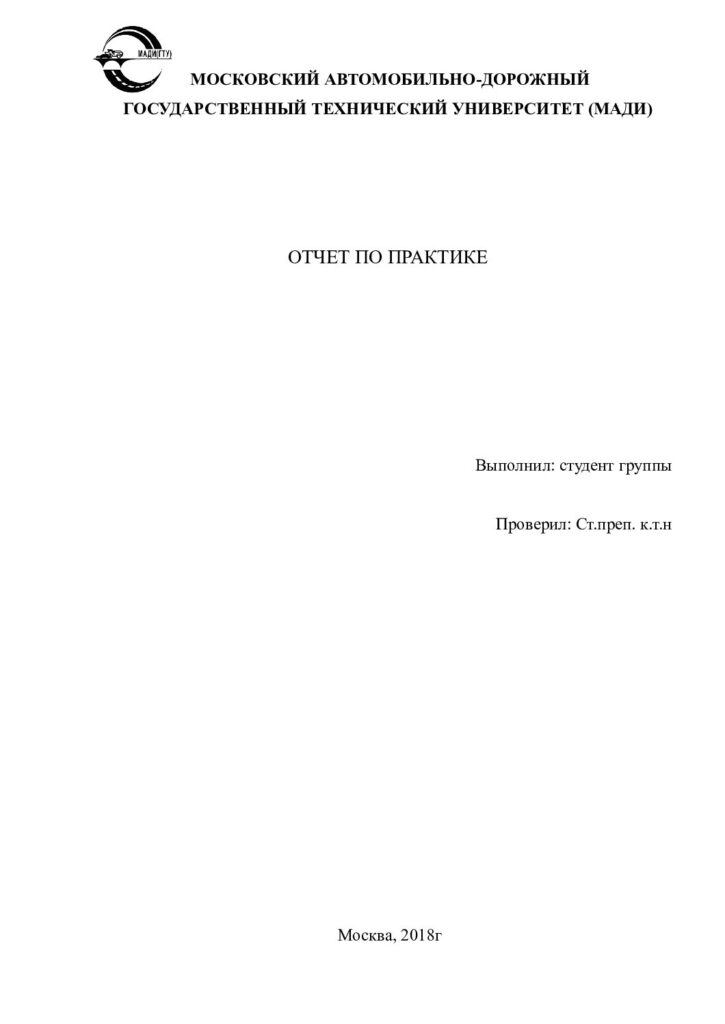 МАДИ(ГТУ)
МОСКОВСКИЙ АВТОМОБИЛЬНО-ДОРОЖНЫЙ
ГОСУДАРСТВЕННЫЙ ТЕХНИЧЕСКИЙ УНИВЕРСИТЕТ (МАДИ)
ОТЧЕТ ПО ПРАКТИКЕ
Выполнил: студент группы
Проверил: Ст.преп. к.т.н
Москва, 2018г